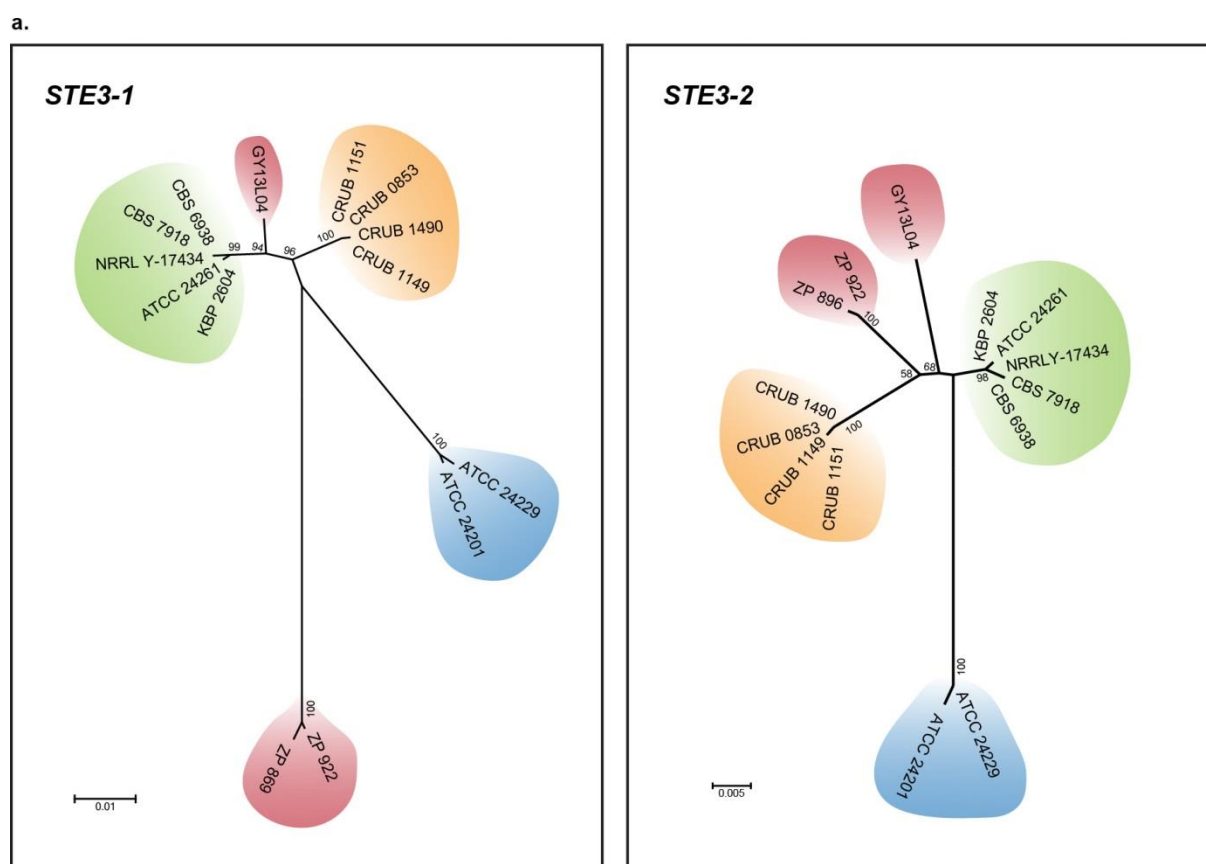 a.
STE3-1
GY13L04
CRUB 1151
CRUB 0853
CRUB 1490
CRUB 1149
100
CBS 6938
CBS 7918
NRRL Y-17434
ATCC 24261
KBP 2604
99
94
96
100
ATCC 24229
ATCC 24201
100
ZP 869
ZP 922
0.01
STE3-2
GY13L04
ZP 922
ZP 896
100
KBP 2604
ATCC 24261
NRRLY-17434
CBS 7918
CBS 6938
98
58
68
CRUB 1490
CRUB 0853
CRUB 1149
CRUB 1151
100
100
ATCC 24229
ATCC 24201
0.005